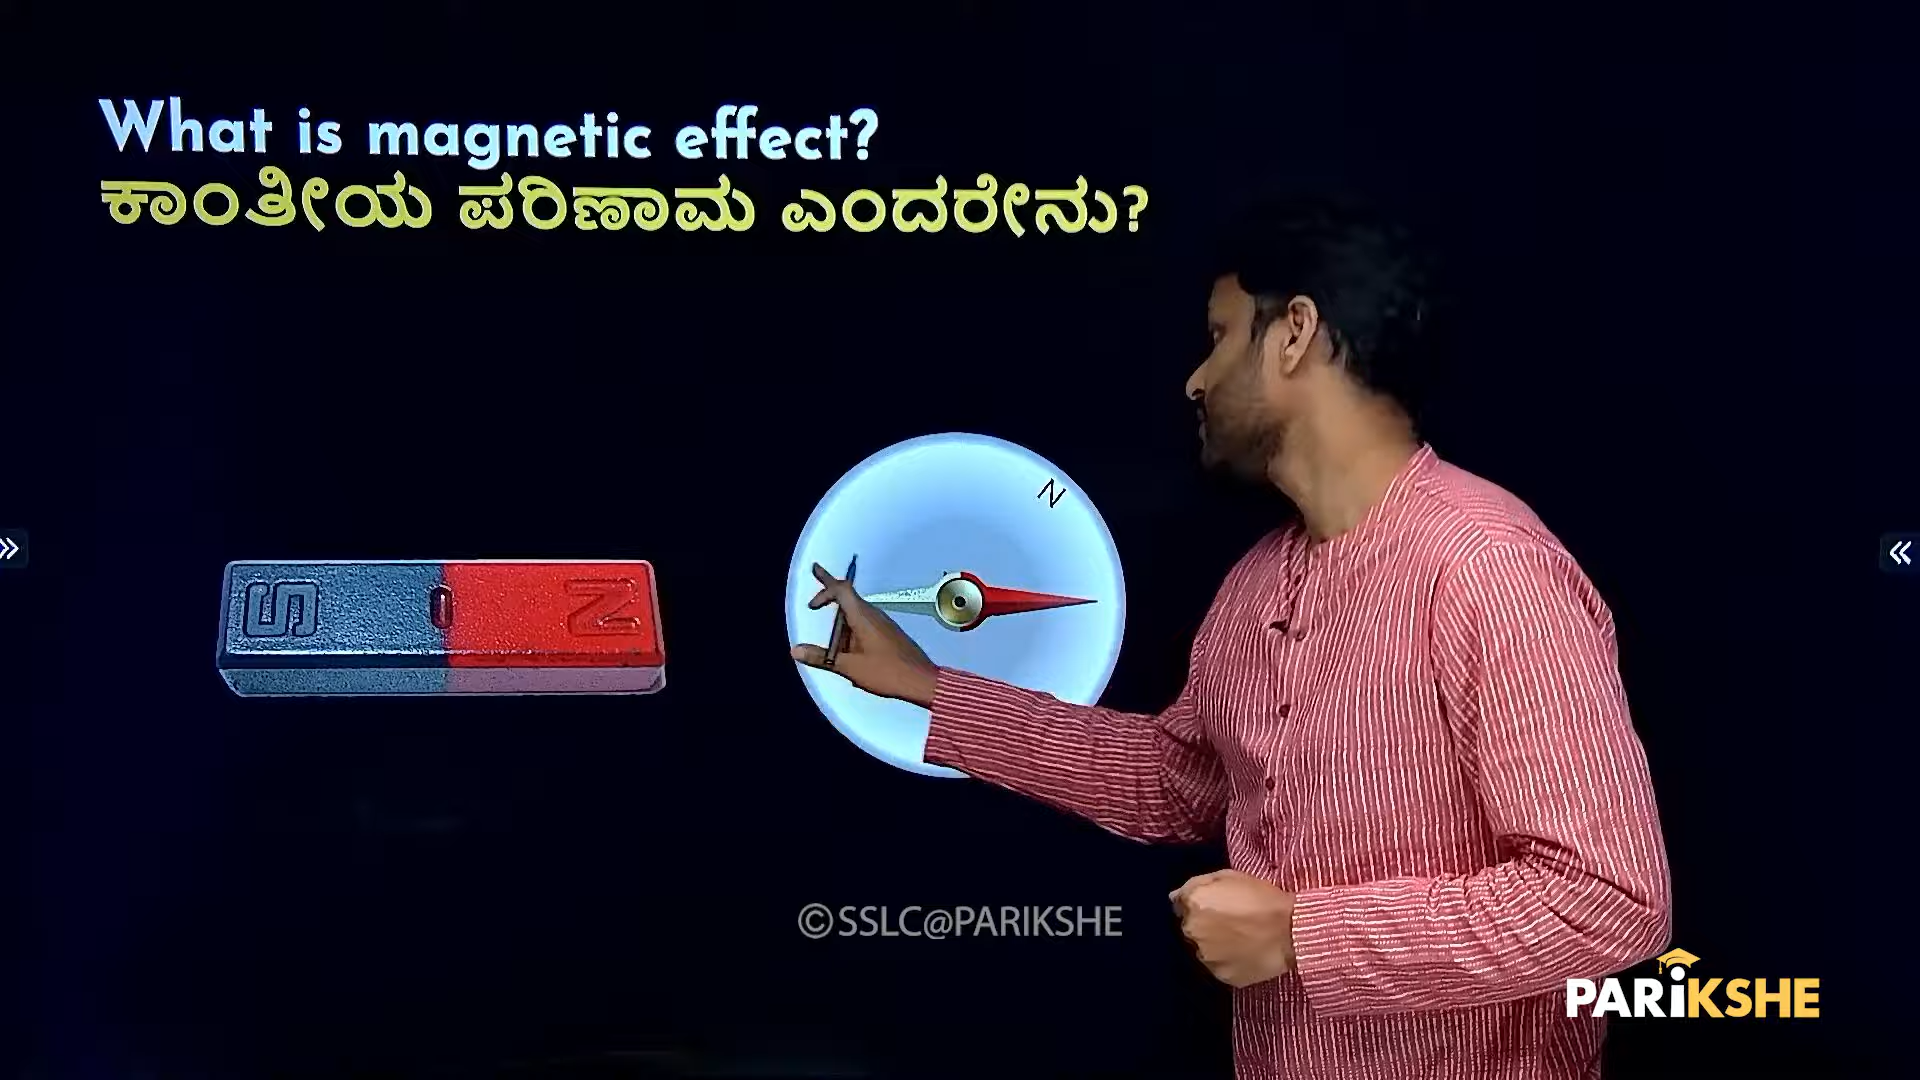 What is magnetic effect?
ಕಾಂತೀಯ ಪರಿಣಾಮ ಎಂದರೇನು?
N
S N
©SSLC@PARIKSHE
PARiKSHE